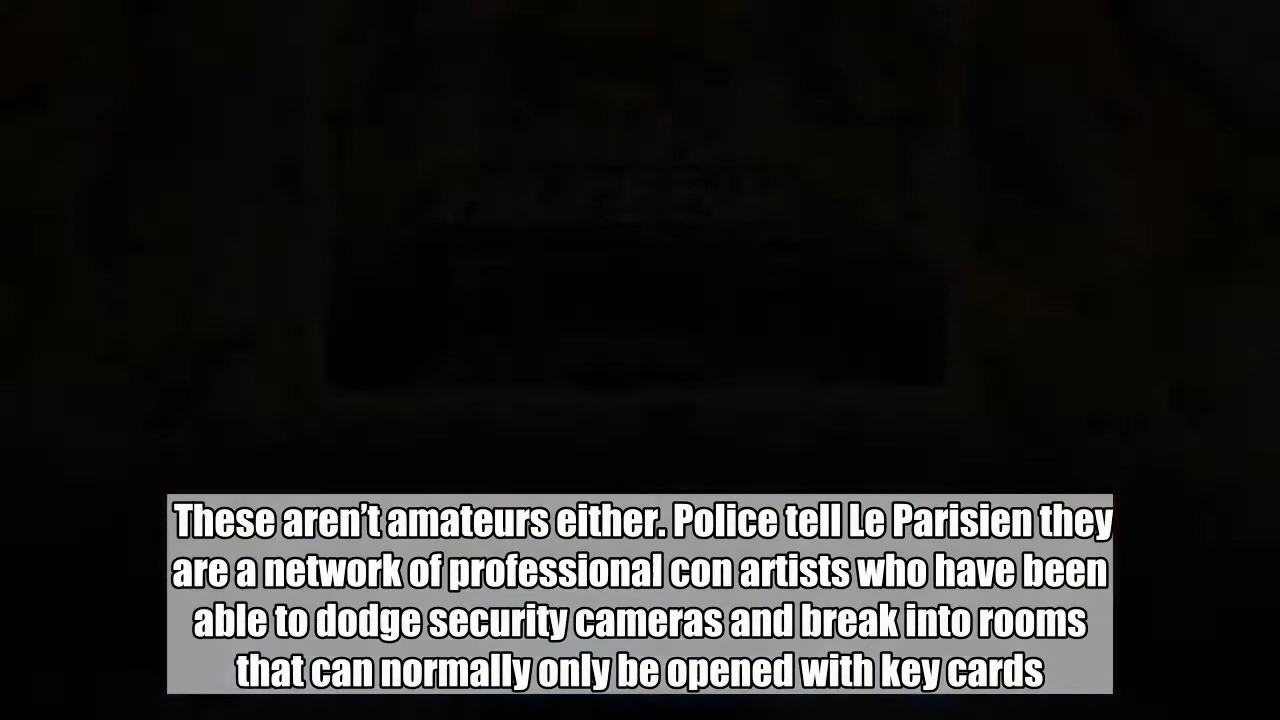 These aren’t amateurs either. Police tell Le Parisien they
are a network of professional con artists who have been
able to dodge security cameras and break into rooms
that can normally only be opened with key cards